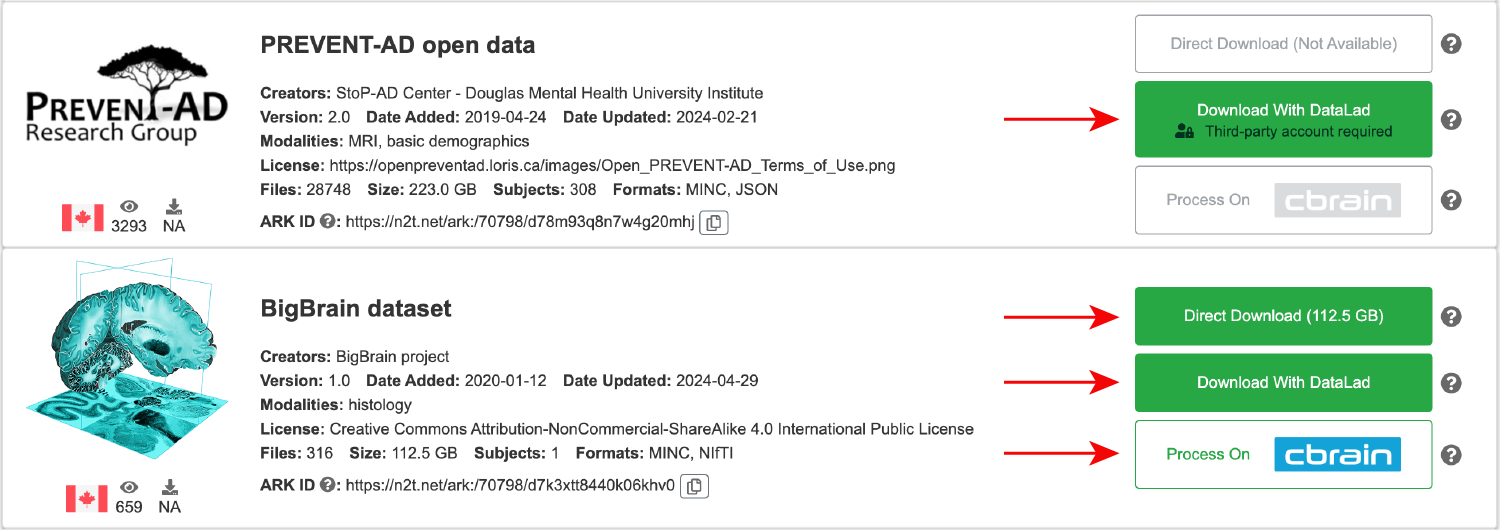 PREVENT-AD
Research Group
3293 NA
PREVENT-AD open data
Creators: StoP-AD Center - Douglas Mental Health University Institute
Version: 2.0 Date Added: 2019-04-24 Date Updated: 2024-02-21
Modalities: MRI, basic demographics
License: https://openpreventad.loris.ca/images/Open_PREVENT-AD_Terms_of_Use.png
Files: 28748 Size: 223.0 GB Subjects: 308 Formats: MINC, JSON
ARK ID ?: https://n2t.net/ark:/70798/d78m93q8n7w4g20mhj
Direct Download (Not Available) ?
Download With DataLad ?
Third-party account required
Process On cbrain ?
659 NA
BigBrain dataset
Creators: BigBrain project
Version: 1.0 Date Added: 2020-01-12 Date Updated: 2024-04-29
Modalities: histology
License: Creative Commons Attribution-NonCommercial-ShareAlike 4.0 International Public License
Files: 316 Size: 112.5 GB Subjects: 1 Formats: MINC, NIfTI
ARK ID ?: https://n2t.net/ark:/70798/d7k3xtt8440k06khv0
Direct Download (112.5 GB) ?
Download With DataLad ?
Process On cbrain ?